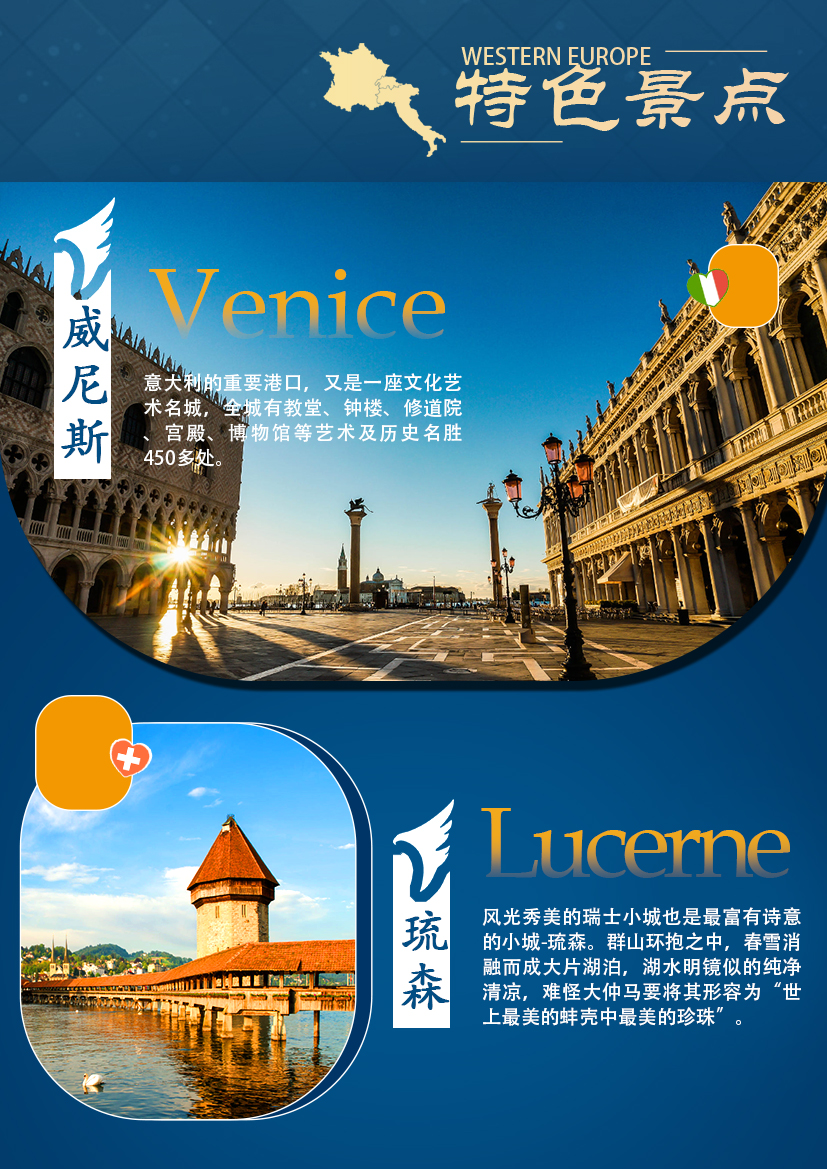 WESTERN EUROPE
特色景点
威尼斯
Venice
意大利的重要港口，又是一座文化艺
术名城，全城有教堂、钟楼、修道院
、宫殿、博物馆等艺术及历史名胜
450多处。
琉森
Lucerne
风光秀美的瑞士小城也是最富有诗意
的小城-琉森。群山环抱之中，春雪消
融而成大片湖泊，湖水明镜似的纯净
清凉，难怪大仲马要将其形容为“世
上最美的蚌壳中最美的珍珠”。